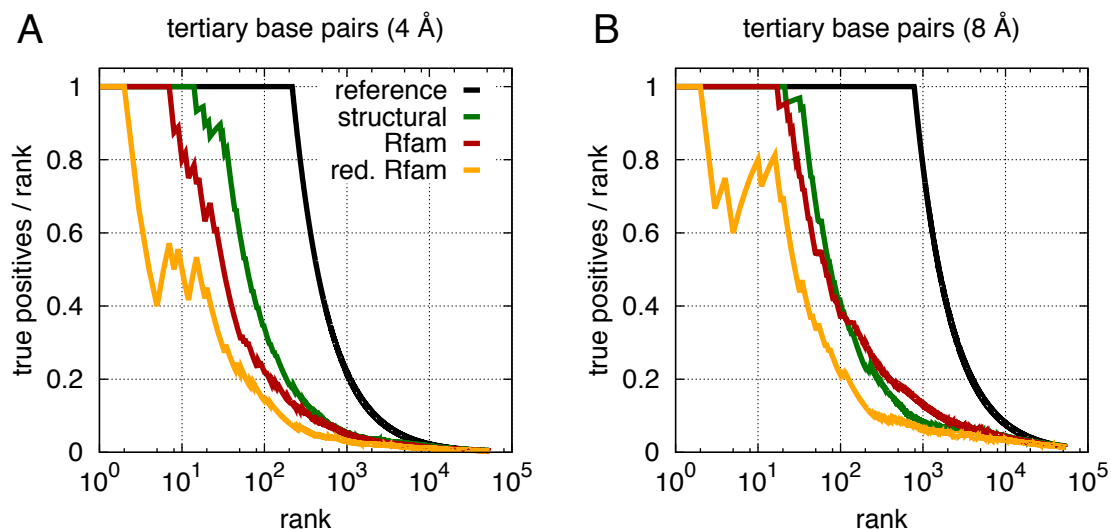 A
tertiary base pairs (4 Å)
true positives / rank
1
0.8
0.6
0.4
0.2
0
reference
structural
Rfam
red. Rfam
10^0 10^1 10^2 10^3 10^4 10^5
rank
B
tertiary base pairs (8 Å)
true positives / rank
1
0.8
0.6
0.4
0.2
0
10^0 10^1 10^2 10^3 10^4 10^5
rank